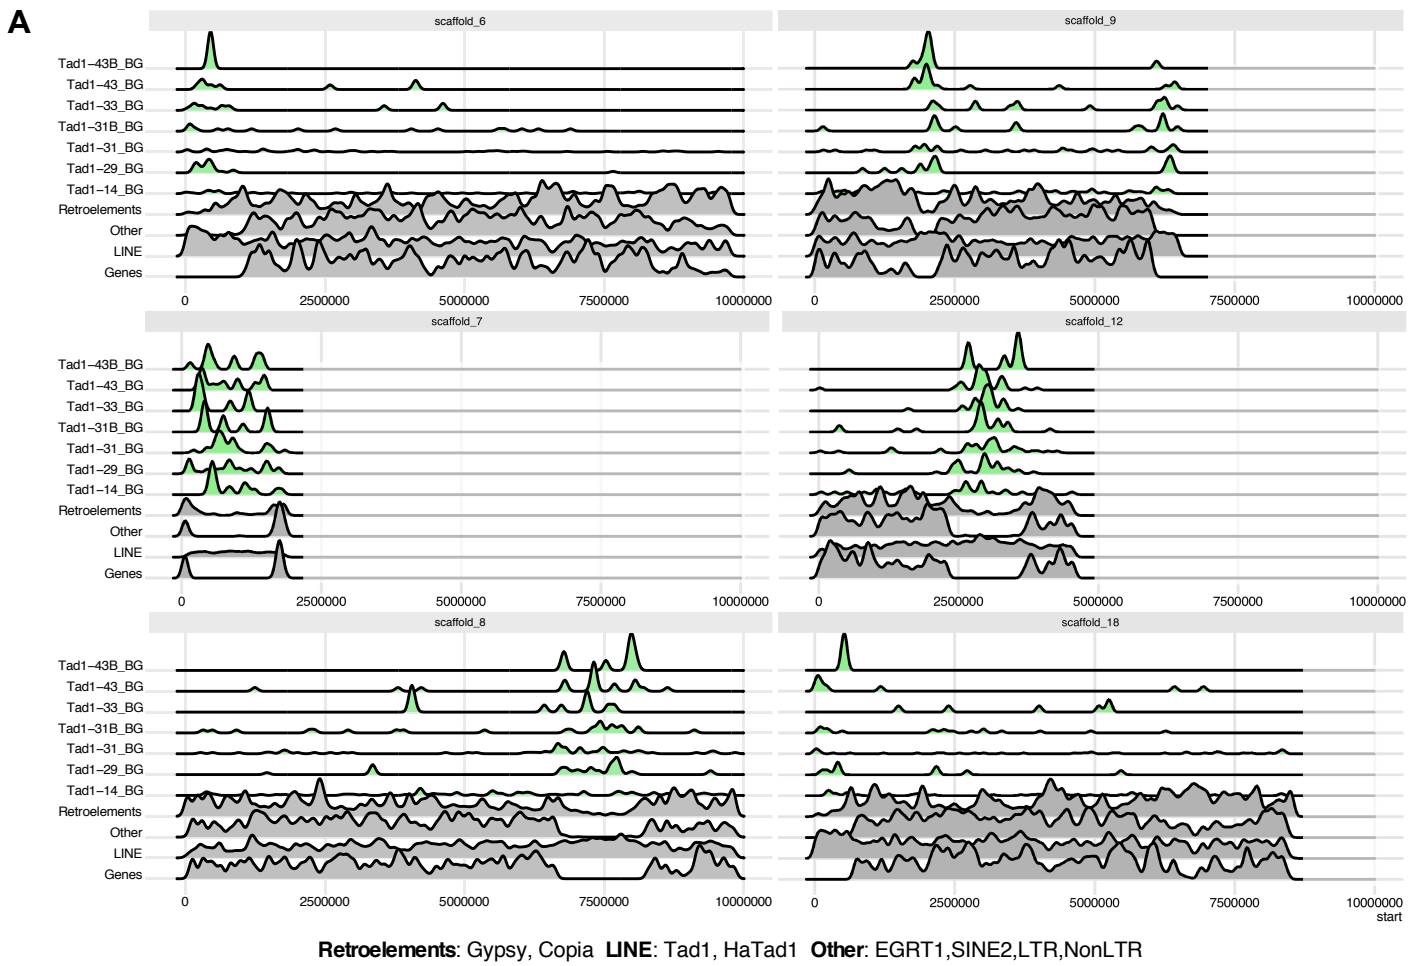 A
scaffold_6
scaffold_9
Tad1−43B_BG
Tad1−43_BG
Tad1−33_BG
Tad1−31B_BG
Tad1−31_BG
Tad1−29_BG
Tad1−14_BG
Retroelements
Other
LINE
Genes
0 2500000 5000000 7500000 10000000 0 2500000 5000000 7500000 10000000
scaffold_7
scaffold_12
Tad1−43B_BG
Tad1−43_BG
Tad1−33_BG
Tad1−31B_BG
Tad1−31_BG
Tad1−29_BG
Tad1−14_BG
Retroelements
Other
LINE
Genes
0 2500000 5000000 7500000 10000000 0 2500000 5000000 7500000 10000000
scaffold_8
scaffold_18
Tad1−43B_BG
Tad1−43_BG
Tad1−33_BG
Tad1−31B_BG
Tad1−31_BG
Tad1−29_BG
Tad1−14_BG
Retroelements
Other
LINE
Genes
0 2500000 5000000 7500000 10000000 0 2500000 5000000 7500000 10000000
start
Retroelements: Gypsy, Copia LINE: Tad1, HaTad1 Other: EGRT1,SINE2,LTR,NonLTR